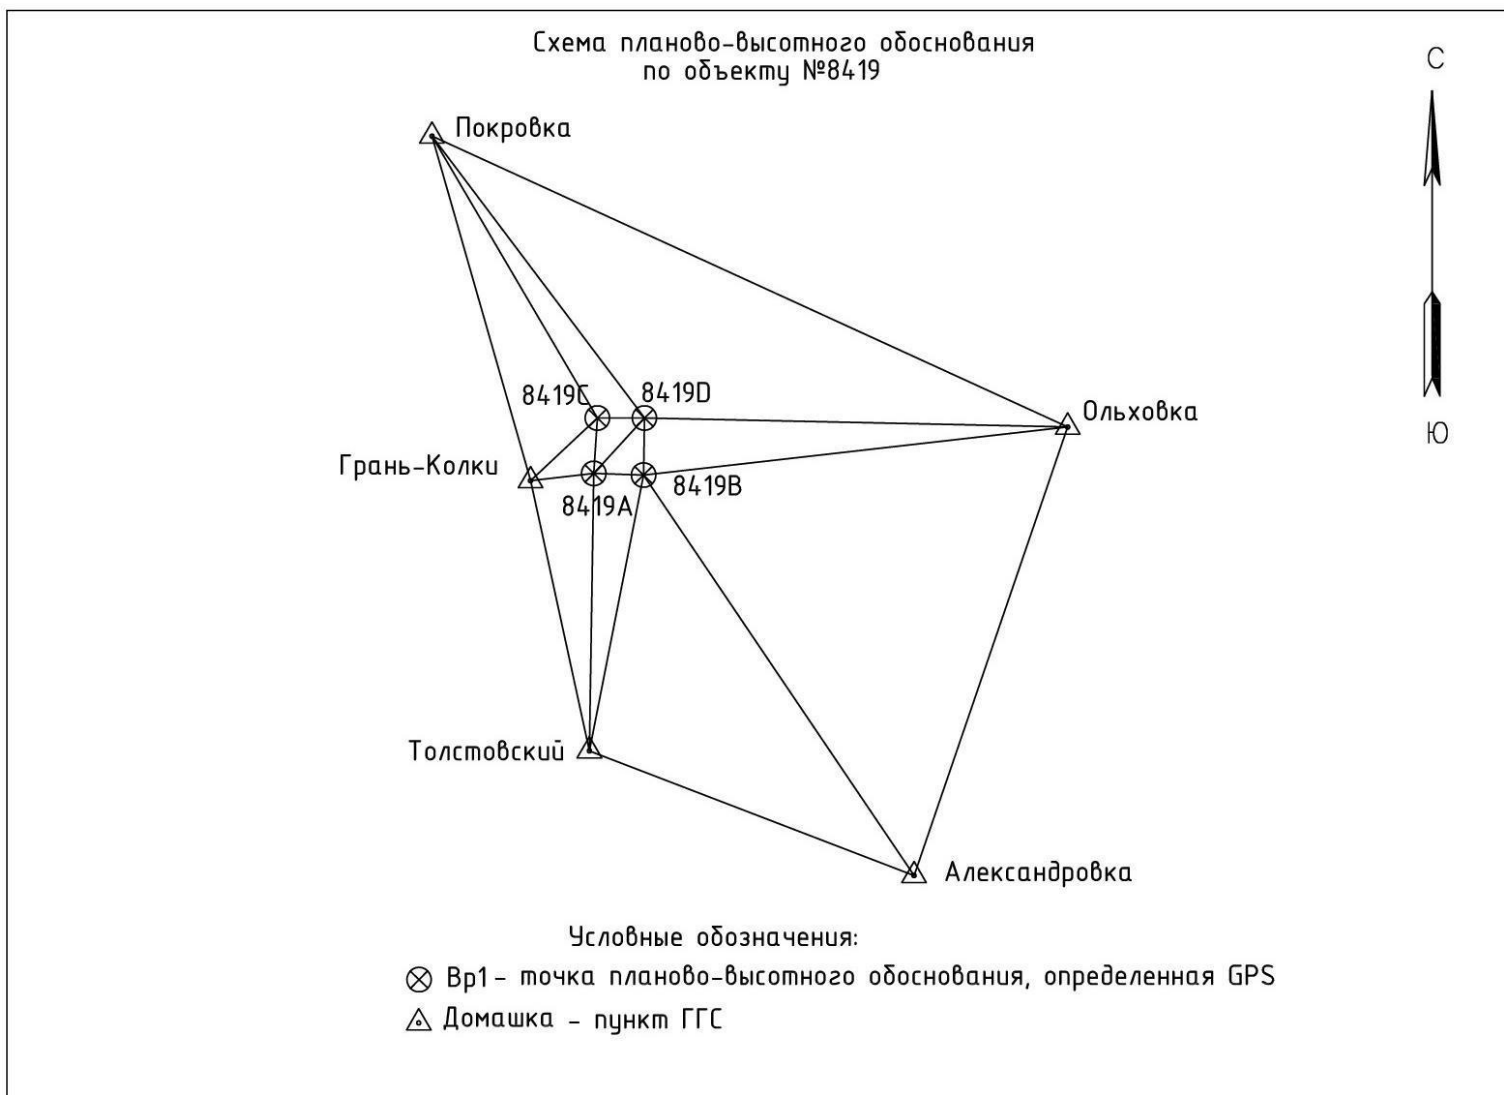 Схема планово-высотного обоснования
по объекту №8419
С
Покровка
8419C
8419D
Ольховка
Ю
Грань-Колки
8419A
8419B
Толстовский
Александровка
Условные обозначения:
Вр1 - точка планово-высотного обоснования, определенная GPS
Домашка - пункт ГГС